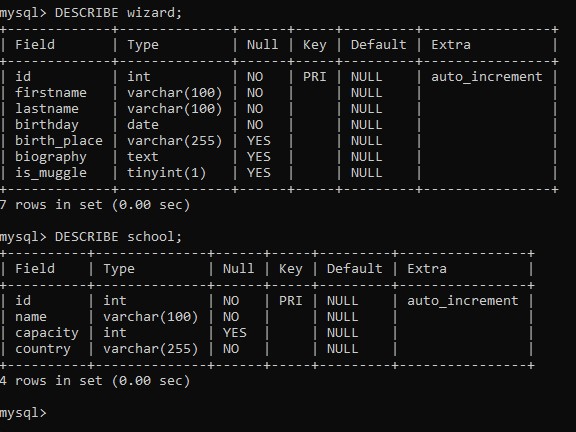 mysql> DESCRIBE wizard;
+-------------+--------------+------+-----+---------+----------------+
| Field       | Type         | Null | Key | Default | Extra          |
+-------------+--------------+------+-----+---------+----------------+
| id          | int          | NO   | PRI | NULL    | auto_increment |
| firstname   | varchar(100) | NO   |     | NULL    |                |
| lastname    | varchar(100) | NO   |     | NULL    |                |
| birthday    | date         | NO   |     | NULL    |                |
| birth_place | varchar(255) | YES  |     | NULL    |                |
| biography   | text         | YES  |     | NULL    |                |
| is_muggle   | tinyint(1)   | YES  |     | NULL    |                |
+-------------+--------------+------+-----+---------+----------------+
7 rows in set (0.00 sec)

mysql> DESCRIBE school;
+----------+--------------+------+-----+---------+----------------+
| Field    | Type         | Null | Key | Default | Extra          |
+----------+--------------+------+-----+---------+----------------+
| id       | int          | NO   | PRI | NULL    | auto_increment |
| name     | varchar(100) | NO   |     | NULL    |                |
| capacity | int          | YES  |     | NULL    |                |
| country  | varchar(255) | NO   |     | NULL    |                |
+----------+--------------+------+-----+---------+----------------+
4 rows in set (0.00 sec)

mysql>